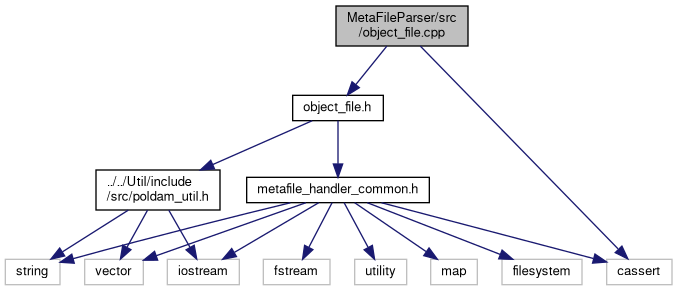 MetaFileParser/src
/object_file.cpp
object_file.h
../../Util/include
/src/poldam_util.h
metafile_handler_common.h
string
vector
iostream
fstream
utility
map
filesystem
cassert